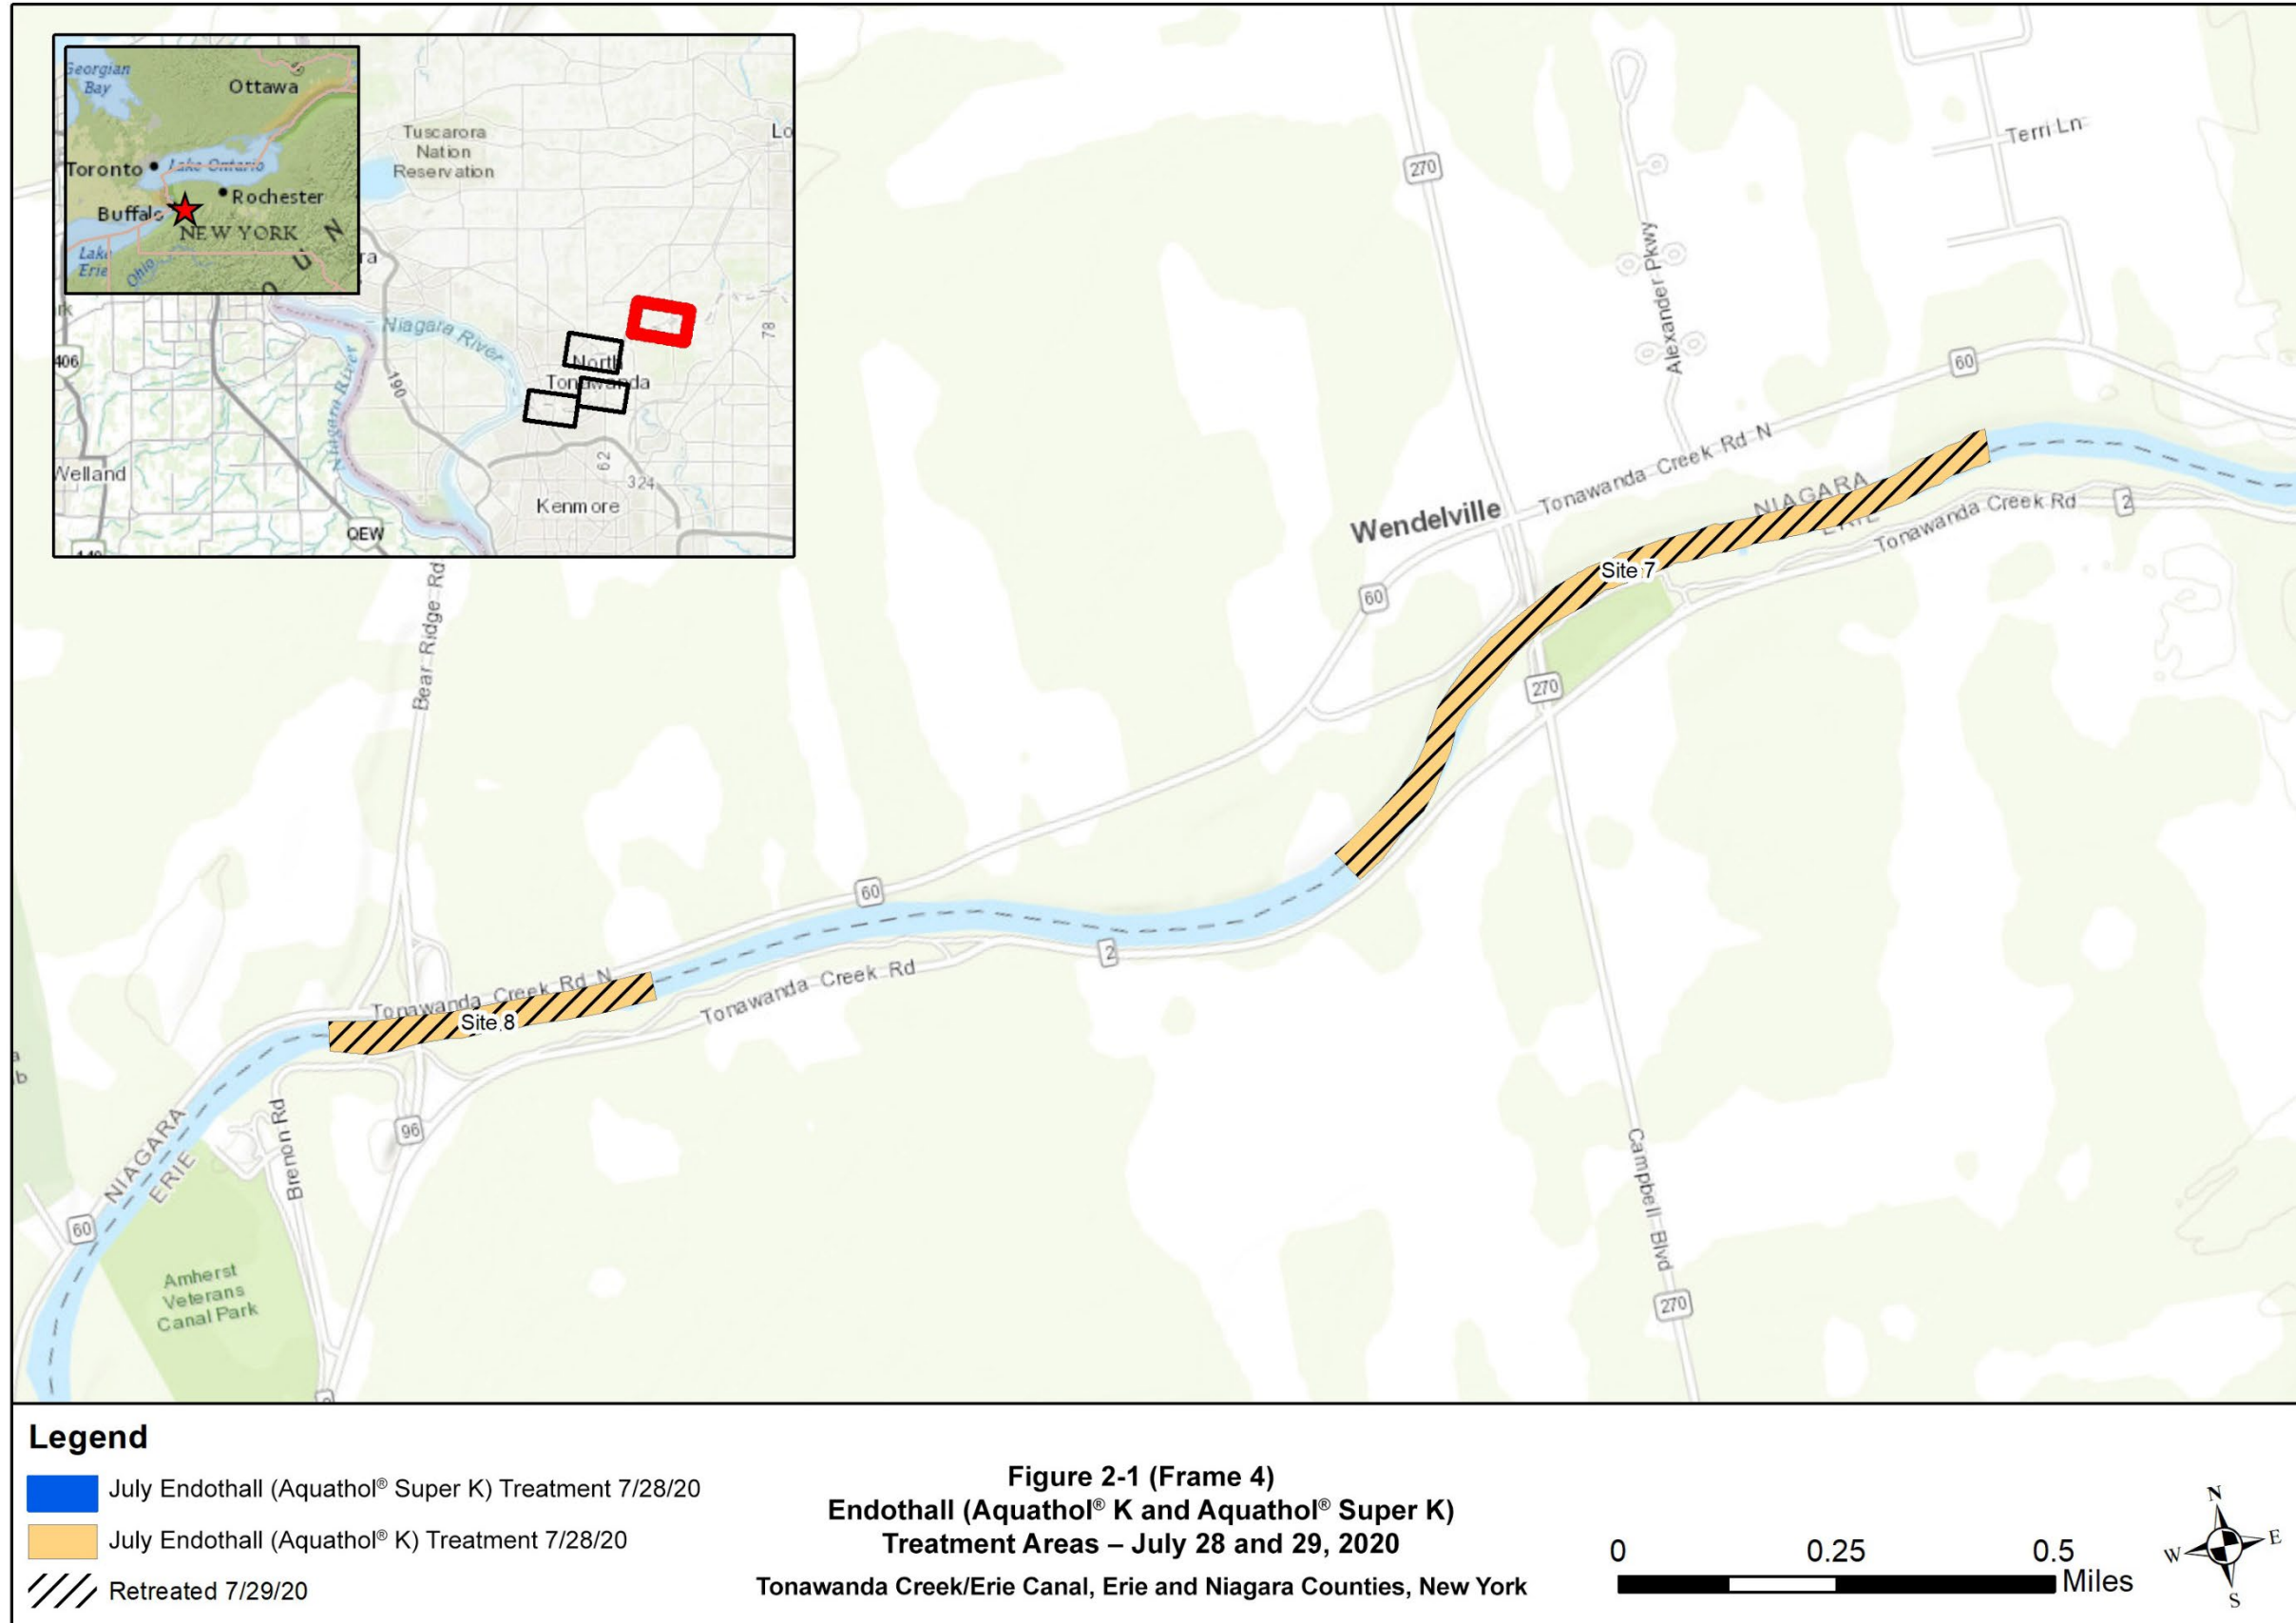 Georgian
Bay
Ottawa
Toronto
Lake Ontario
Rochester
Buffalo
NEW YORK
Lake
Erie
Ohio
Tuscarora
Nation
Reservation
Lo
ra
U N
O
Niagara River
Niagara River
190
406
78
North
Tonawanda
62
324
Welland
Kenmore
QEW
270
Terri Ln
Alexander Pkwy
60
Tonawanda Creek Rd N
Wendelville
NIAGARA
ERIE
Tonawanda Creek Rd
2
Site 7
60
Bear Ridge Rd
270
60
2
Tonawanda Creek Rd N
Tonawanda Creek Rd
Site 8
96
Brenon Rd
NIAGARA
ERIE
60
Campbell Blvd
Amherst
Veterans
Canal Park
270
Legend
July Endothall (Aquathol® Super K) Treatment 7/28/20
July Endothall (Aquathol® K) Treatment 7/28/20
Retreated 7/29/20
Figure 2-1 (Frame 4)
Endothall (Aquathol® K and Aquathol® Super K)
Treatment Areas – July 28 and 29, 2020
Tonawanda Creek/Erie Canal, Erie and Niagara Counties, New York
0 0.25 0.5
Miles
N
W E
S